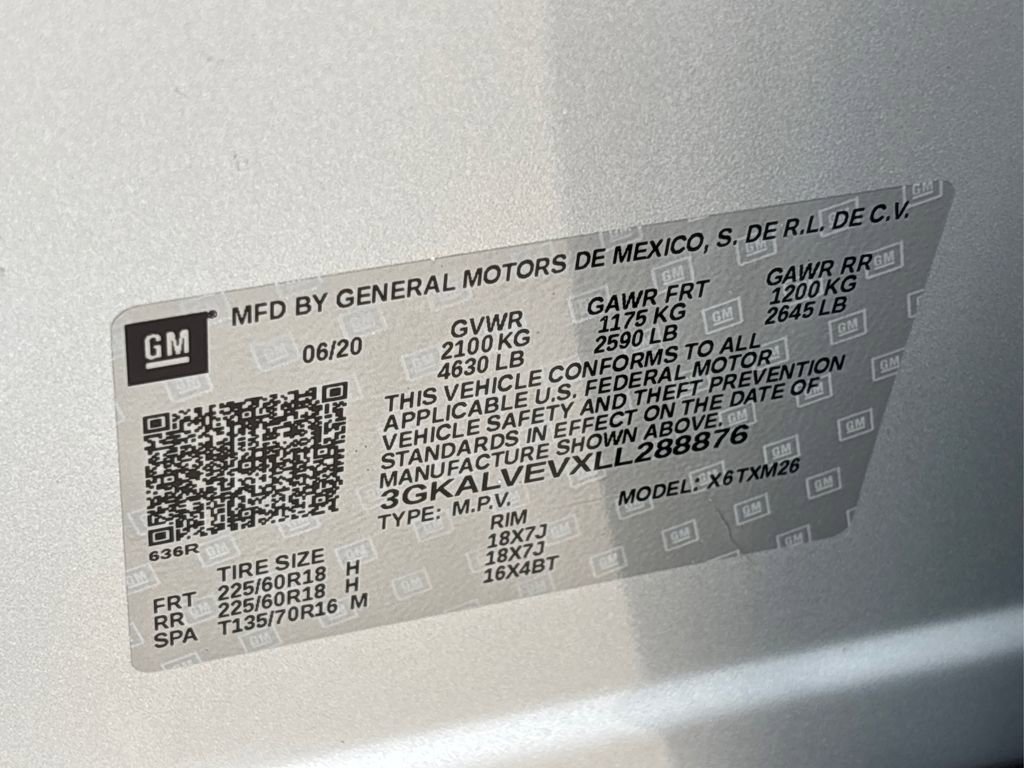 MFD BY GENERAL MOTORS DE MEXICO, S. DE R.L. DE C.V.
GM
06/20
GVWR GAWR FRT GAWR RR
2100 KG 1175 KG 1200 KG
4630 LB 2590 LB 2645 LB
THIS VEHICLE CONFORMS TO ALL
APPLICABLE U.S. FEDERAL MOTOR
VEHICLE SAFETY AND THEFT PREVENTION
STANDARDS IN EFFECT ON THE DATE OF
MANUFACTURE SHOWN ABOVE.
3GKALVEVXLL288876
TYPE: M.P.V. MODEL: X6TXM26
636R
TIRE SIZE RIM
FRT 225/60R18 H 18X7J
RR 225/60R18 H 18X7J
SPA T135/70R16 M 16X4BT